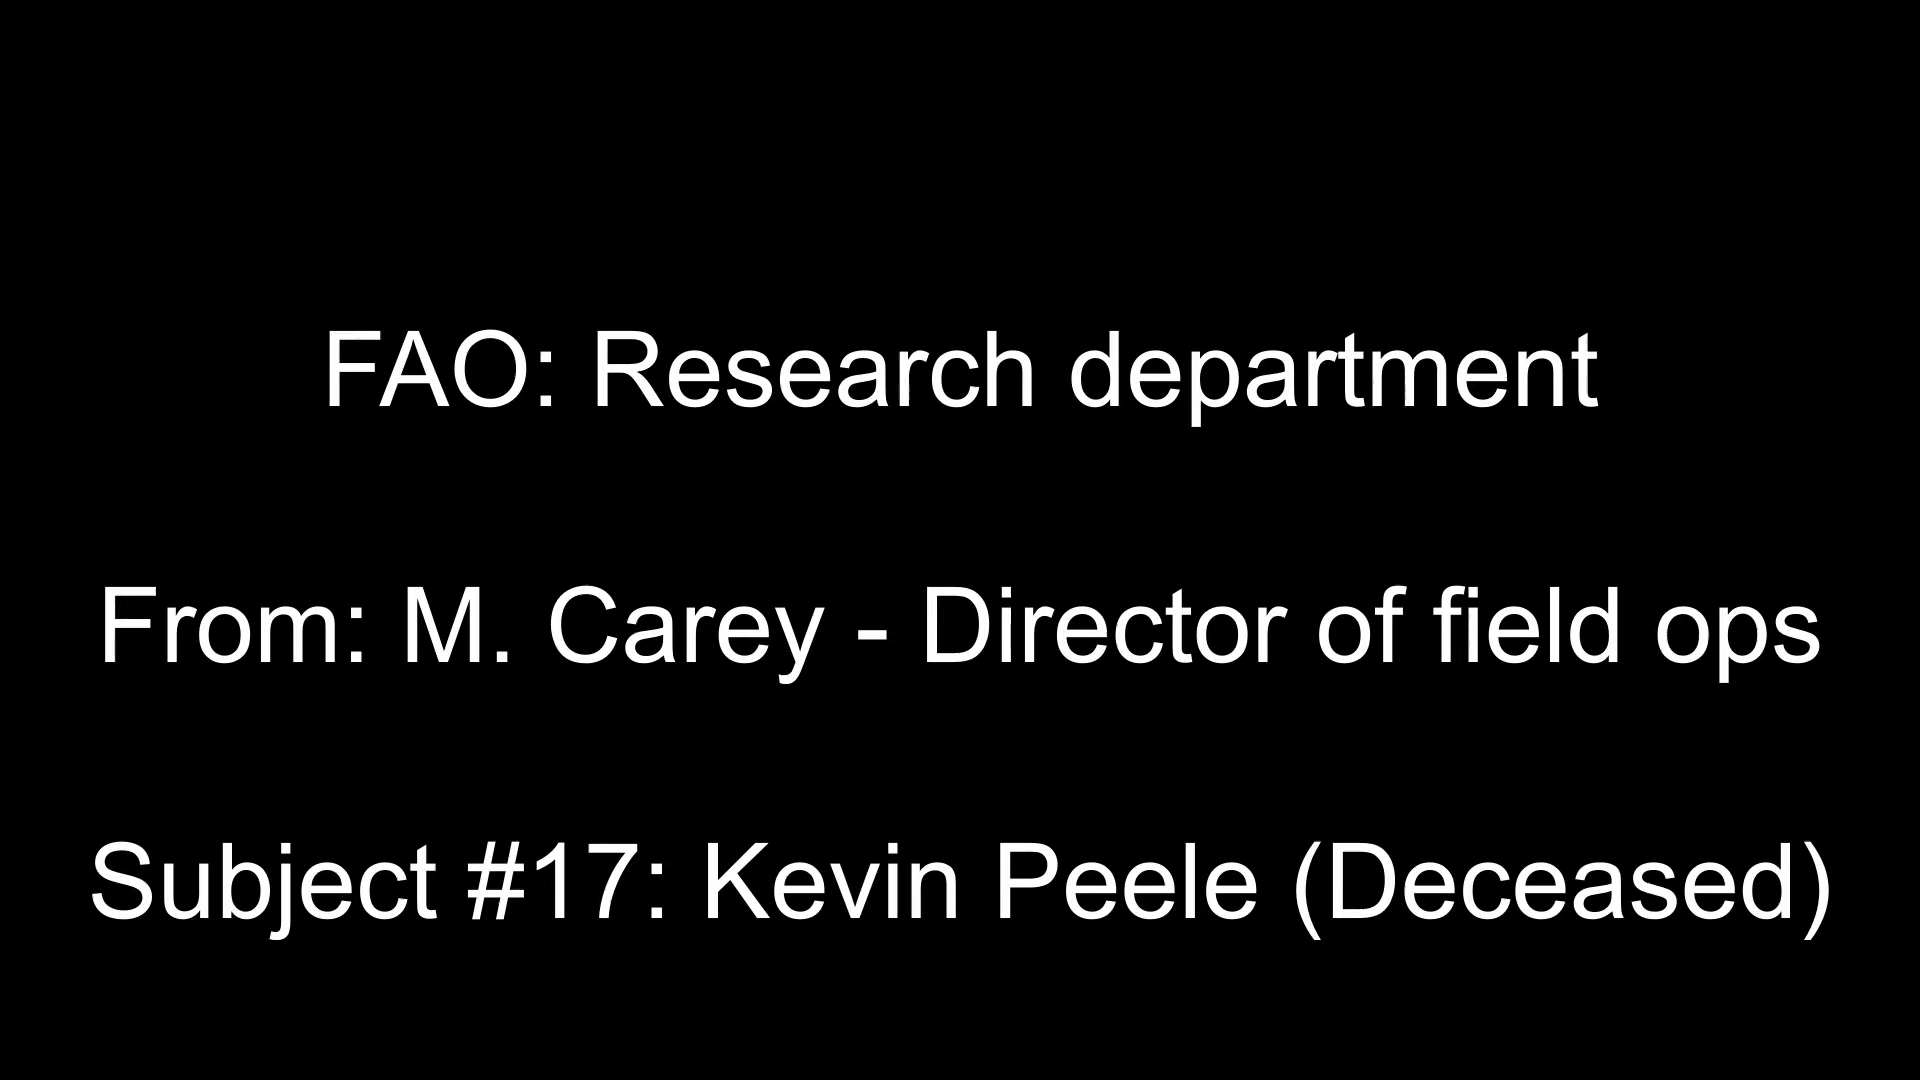 FAO: Research department
From: M. Carey - Director of field ops
Subject #17: Kevin Peele (Deceased)